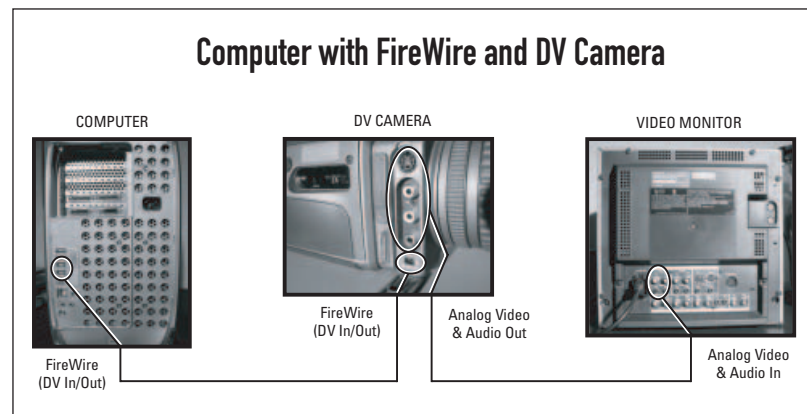 Computer with FireWire and DV Camera
COMPUTER
DV CAMERA
VIDEO MONITOR
FireWire
(DV In/Out)
FireWire
(DV In/Out)
Analog Video
& Audio Out
Analog Video
& Audio In